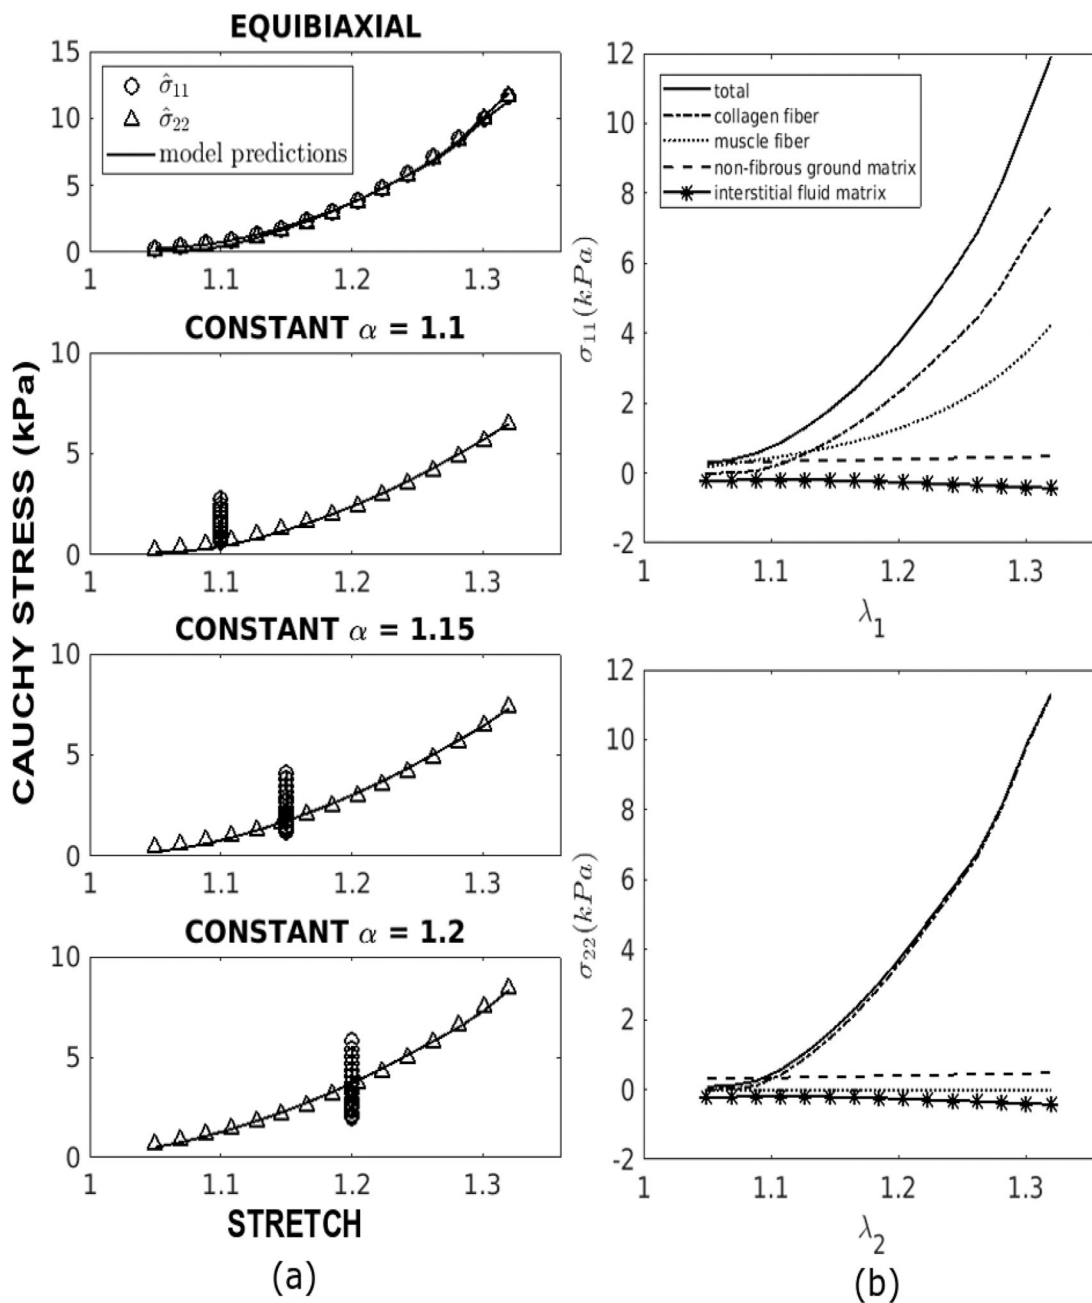 EQUIBIAXIAL
15
10
5
0
1
1.1
1.2
1.3
σ̂11
σ̂22
model predictions
CONSTANT α = 1.1
10
5
0
1
1.1
1.2
1.3
CONSTANT α = 1.15
10
5
0
1
1.1
1.2
1.3
CONSTANT α = 1.2
10
5
0
1
1.1
1.2
1.3
CAUCHY STRESS (kPa)
STRETCH
(a)
12
10
8
6
4
2
0
-2
1
1.1
1.2
1.3
total
collagen fiber
muscle fiber
non-fibrous ground matrix
interstitial fluid matrix
σ11(kPa)
λ1
12
10
8
6
4
2
0
-2
1
1.1
1.2
1.3
σ22(kPa)
λ2
(b)